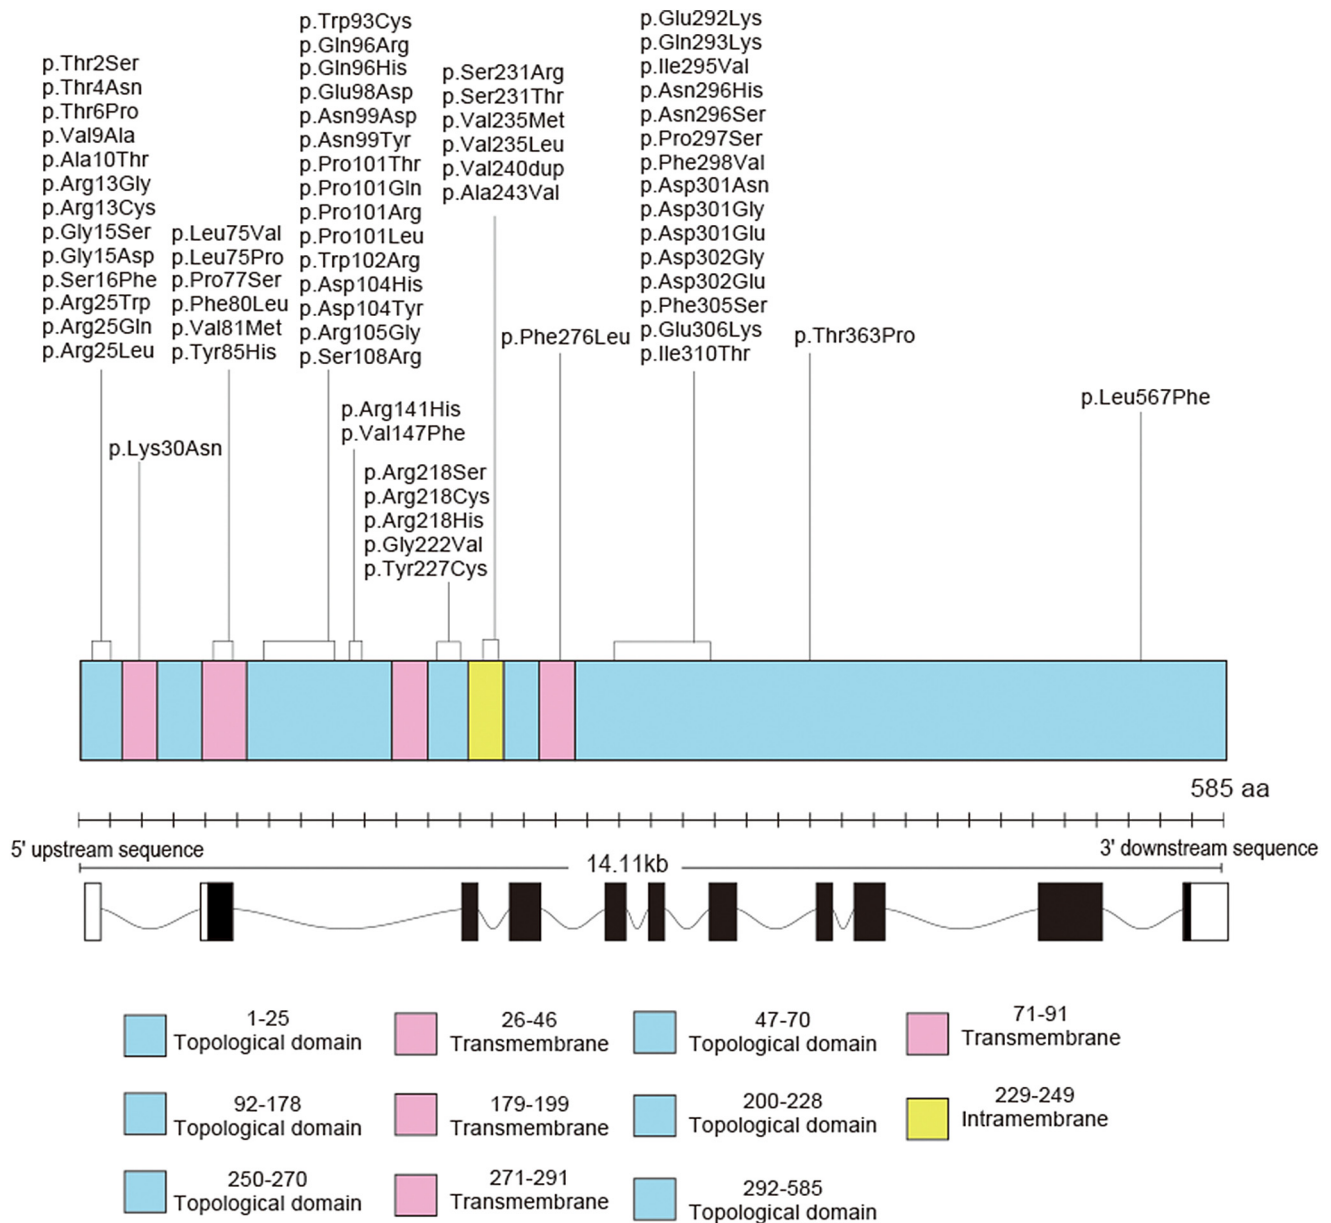 p.Thr2Ser
p.Thr4Asn
p.Thr6Pro
p.Val9Ala
p.Ala10Thr
p.Arg13Gly
p.Arg13Cys
p.Gly15Ser
p.Gly15Asp
p.Ser16Phe
p.Arg25Trp
p.Arg25Gln
p.Arg25Leu
p.Lys30Asn
p.Leu75Val
p.Leu75Pro
p.Pro77Ser
p.Phe80Leu
p.Val81Met
p.Tyr85His
p.Trp93Cys
p.Gln96Arg
p.Gln96His
p.Glu98Asp
p.Asn99Asp
p.Asn99Tyr
p.Pro101Thr
p.Pro101Gln
p.Pro101Arg
p.Pro101Leu
p.Trp102Arg
p.Asp104His
p.Asp104Tyr
p.Arg105Gly
p.Ser108Arg
p.Arg141His
p.Val147Phe
p.Arg218Ser
p.Arg218Cys
p.Arg218His
p.Gly222Val
p.Tyr227Cys
p.Ser231Arg
p.Ser231Thr
p.Val235Met
p.Val235Leu
p.Val240dup
p.Ala243Val
p.Phe276Leu
p.Glu292Lys
p.Gln293Lys
p.Ile295Val
p.Asn296His
p.Asn296Ser
p.Pro297Ser
p.Phe298Val
p.Asp301Asn
p.Asp301Gly
p.Asp301Glu
p.Asp302Gly
p.Asp302Glu
p.Phe305Ser
p.Glu306Lys
p.Ile310Thr
p.Thr363Pro
p.Leu567Phe
585 aa
5' upstream sequence
3' downstream sequence
14.11kb
1-25
Topological domain
26-46
Transmembrane
47-70
Topological domain
71-91
Transmembrane
92-178
Topological domain
179-199
Transmembrane
200-228
Topological domain
229-249
Intramembrane
250-270
Topological domain
271-291
Transmembrane
292-585
Topological domain